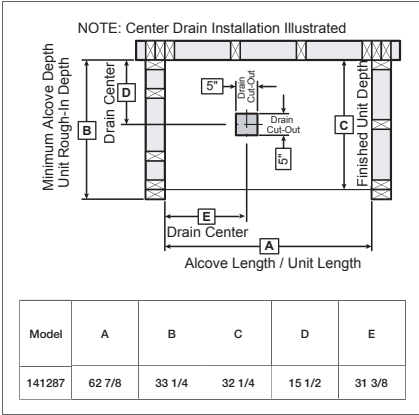 NOTE: Center Drain Installation Illustrated
Minimum Alcove Depth
Unit Rough-In Depth
B
Drain Center
D
5"
Drain
Cut-Out
Drain
Cut-Out
5"
C
Finished Unit Depth
E
Drain Center
A
Alcove Length / Unit Length
Model A B C D E
141287 62 7/8 33 1/4 32 1/4 15 1/2 31 3/8